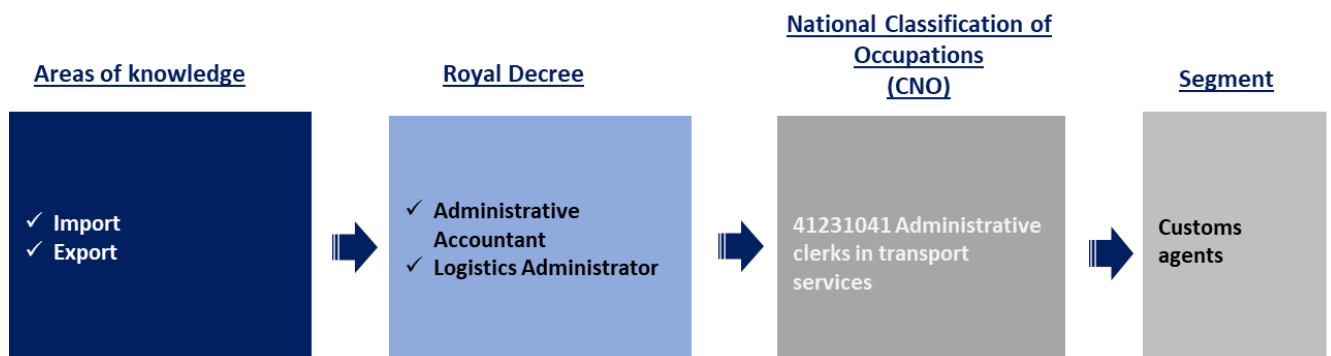 Areas of knowledge
Royal Decree
National Classification of
Occupations
(CNO)
Segment
✓ Import
✓ Export
✓ Administrative
Accountant
✓ Logistics Administrator
41231041 Administrative
clerks in transport
services
Customs
agents